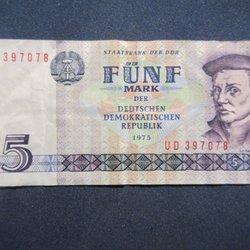 STAATSBANK DER DDR
397078
FÜNF
MARK
DER
DEUTSCHEN
DEMOKRATISCHEN
REPUBLIK
1975
UD 397078
5
5